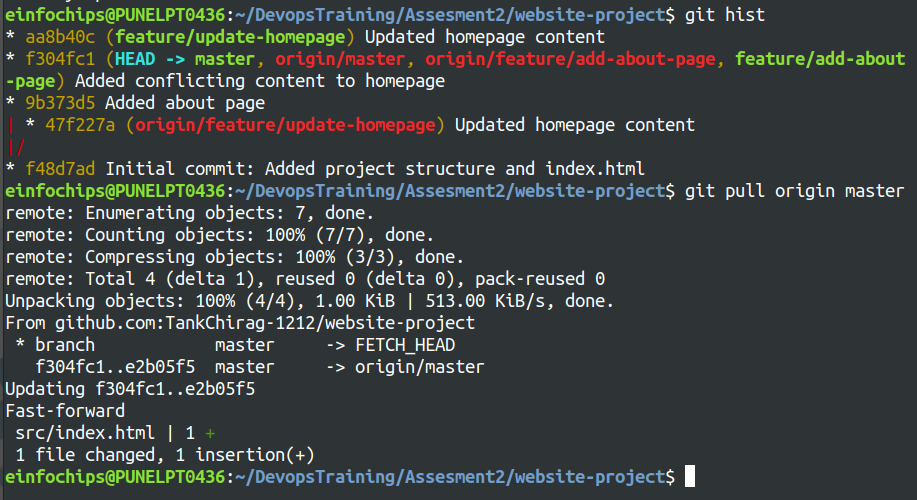 einfochips@PUNELPT0436:~/DevopsTraining/Assesment2/website-project$ git hist
* aa8b40c (feature/update-homepage) Updated homepage content
* f304fc1 (HEAD -> master, origin/master, origin/feature/add-about-page, feature/add-about
-page) Added conflicting content to homepage
* 9b373d5 Added about page
| * 47f227a (origin/feature/update-homepage) Updated homepage content
|/
* f48d7ad Initial commit: Added project structure and index.html
einfochips@PUNELPT0436:~/DevopsTraining/Assesment2/website-project$ git pull origin master
remote: Enumerating objects: 7, done.
remote: Counting objects: 100% (7/7), done.
remote: Compressing objects: 100% (3/3), done.
remote: Total 4 (delta 1), reused 0 (delta 0), pack-reused 0
Unpacking objects: 100% (4/4), 1.00 KiB | 513.00 KiB/s, done.
From github.com:TankChirag-1212/website-project
 * branch            master     -> FETCH_HEAD
   f304fc1..e2b05f5  master     -> origin/master
Updating f304fc1..e2b05f5
Fast-forward
 src/index.html | 1 +
 1 file changed, 1 insertion(+)
einfochips@PUNELPT0436:~/DevopsTraining/Assesment2/website-project$